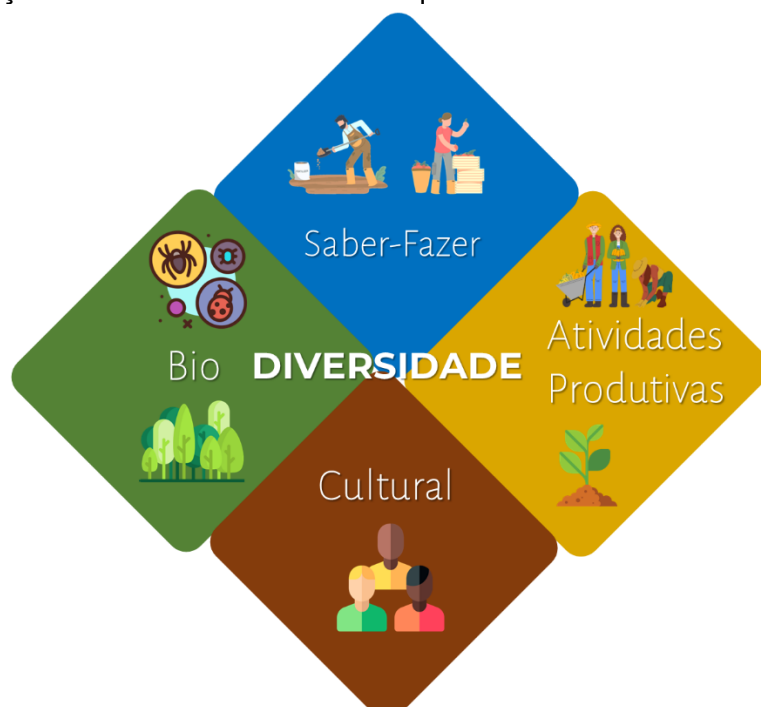 Saber-Fazer
Atividades
Produtivas
Bio
DIVERSIDADE
Cultural